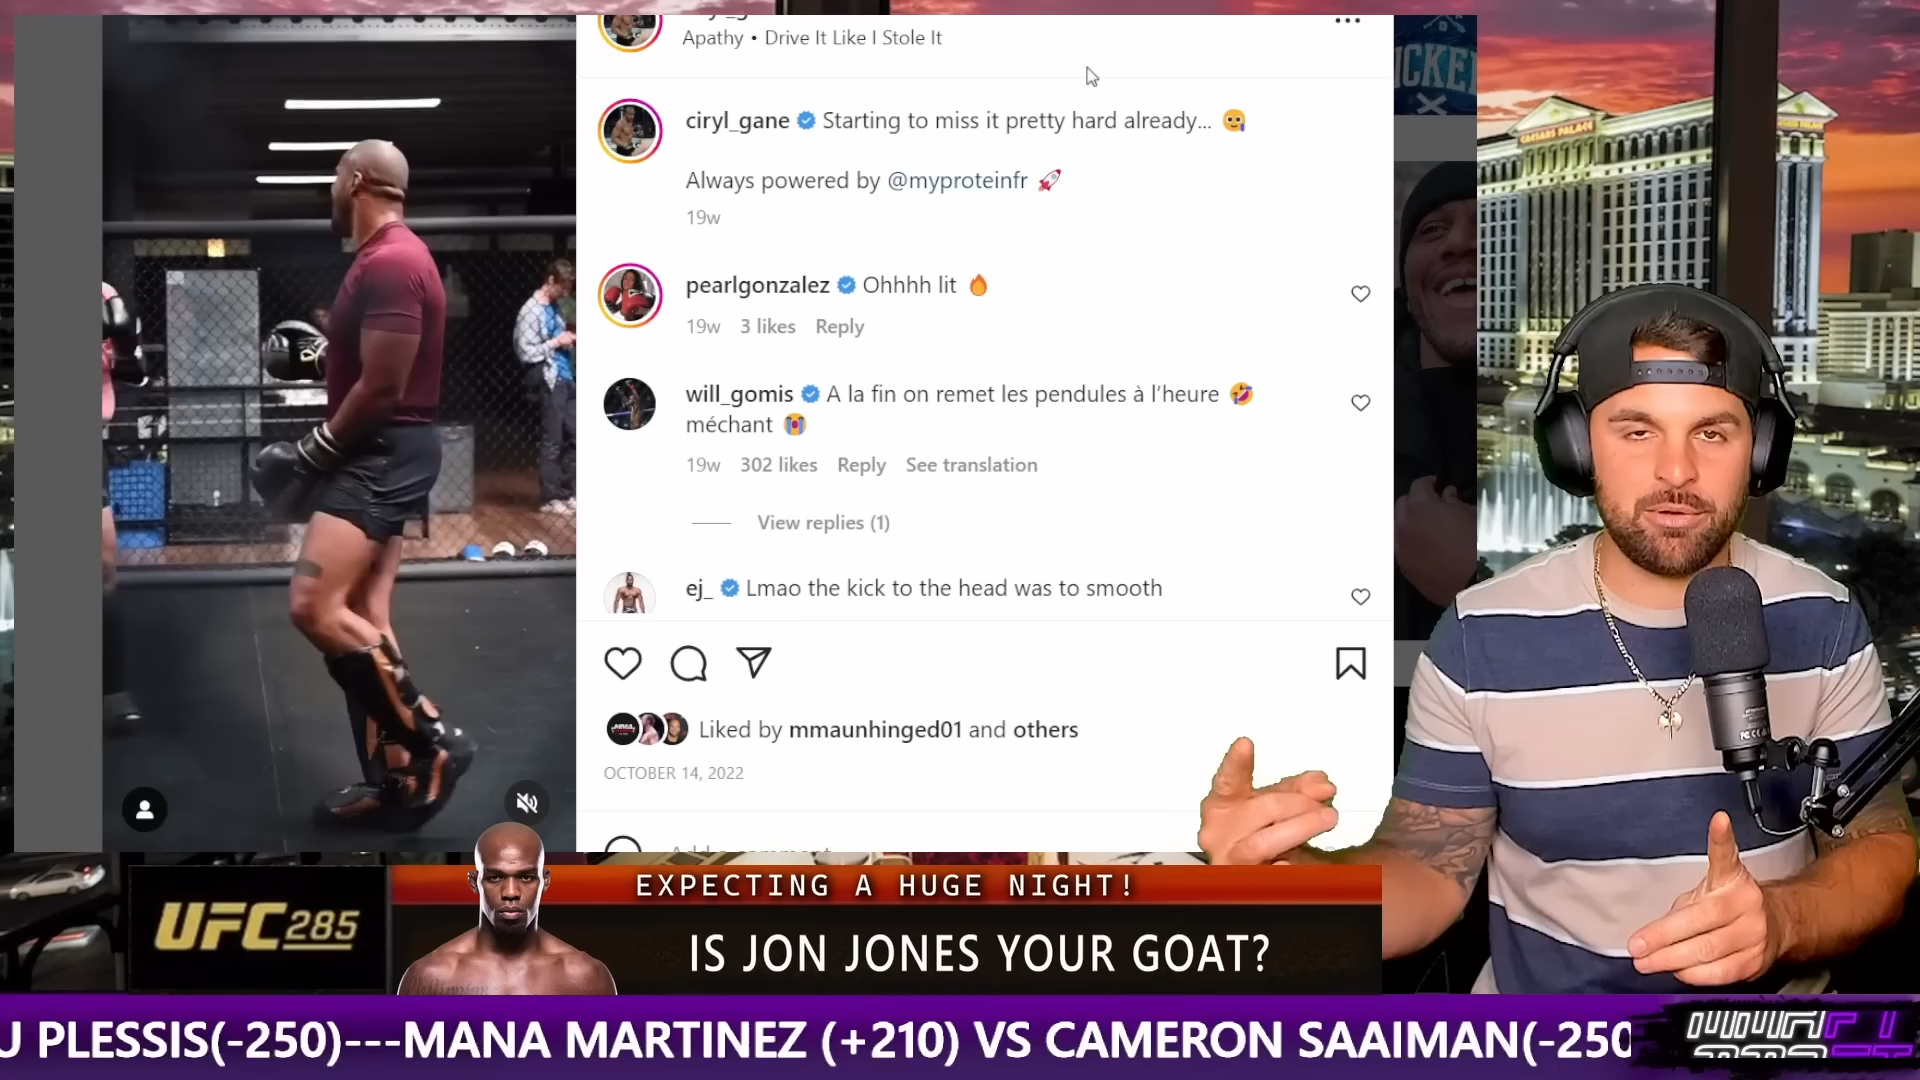 Apathy • Drive It Like I Stole It
ciryl_gane Starting to miss it pretty hard already...
Always powered by @myproteinfr
19w
pearlgonzalez Ohhhh lit
19w 3 likes Reply
will_gomis A la fin on remet les pendules à l'heure
méchant
19w 302 likes Reply See translation
View replies (1)
ej_ Lmao the kick to the head was to smooth
Liked by mmaunhinged01 and others
OCTOBER 14, 2022
CAESARS PALACE
UFC 285
EXPECTING A HUGE NIGHT!
IS JON JONES YOUR GOAT?
U PLESSIS(-250)---MANA MARTINEZ (+210) VS CAMERON SAAIMAN(-250